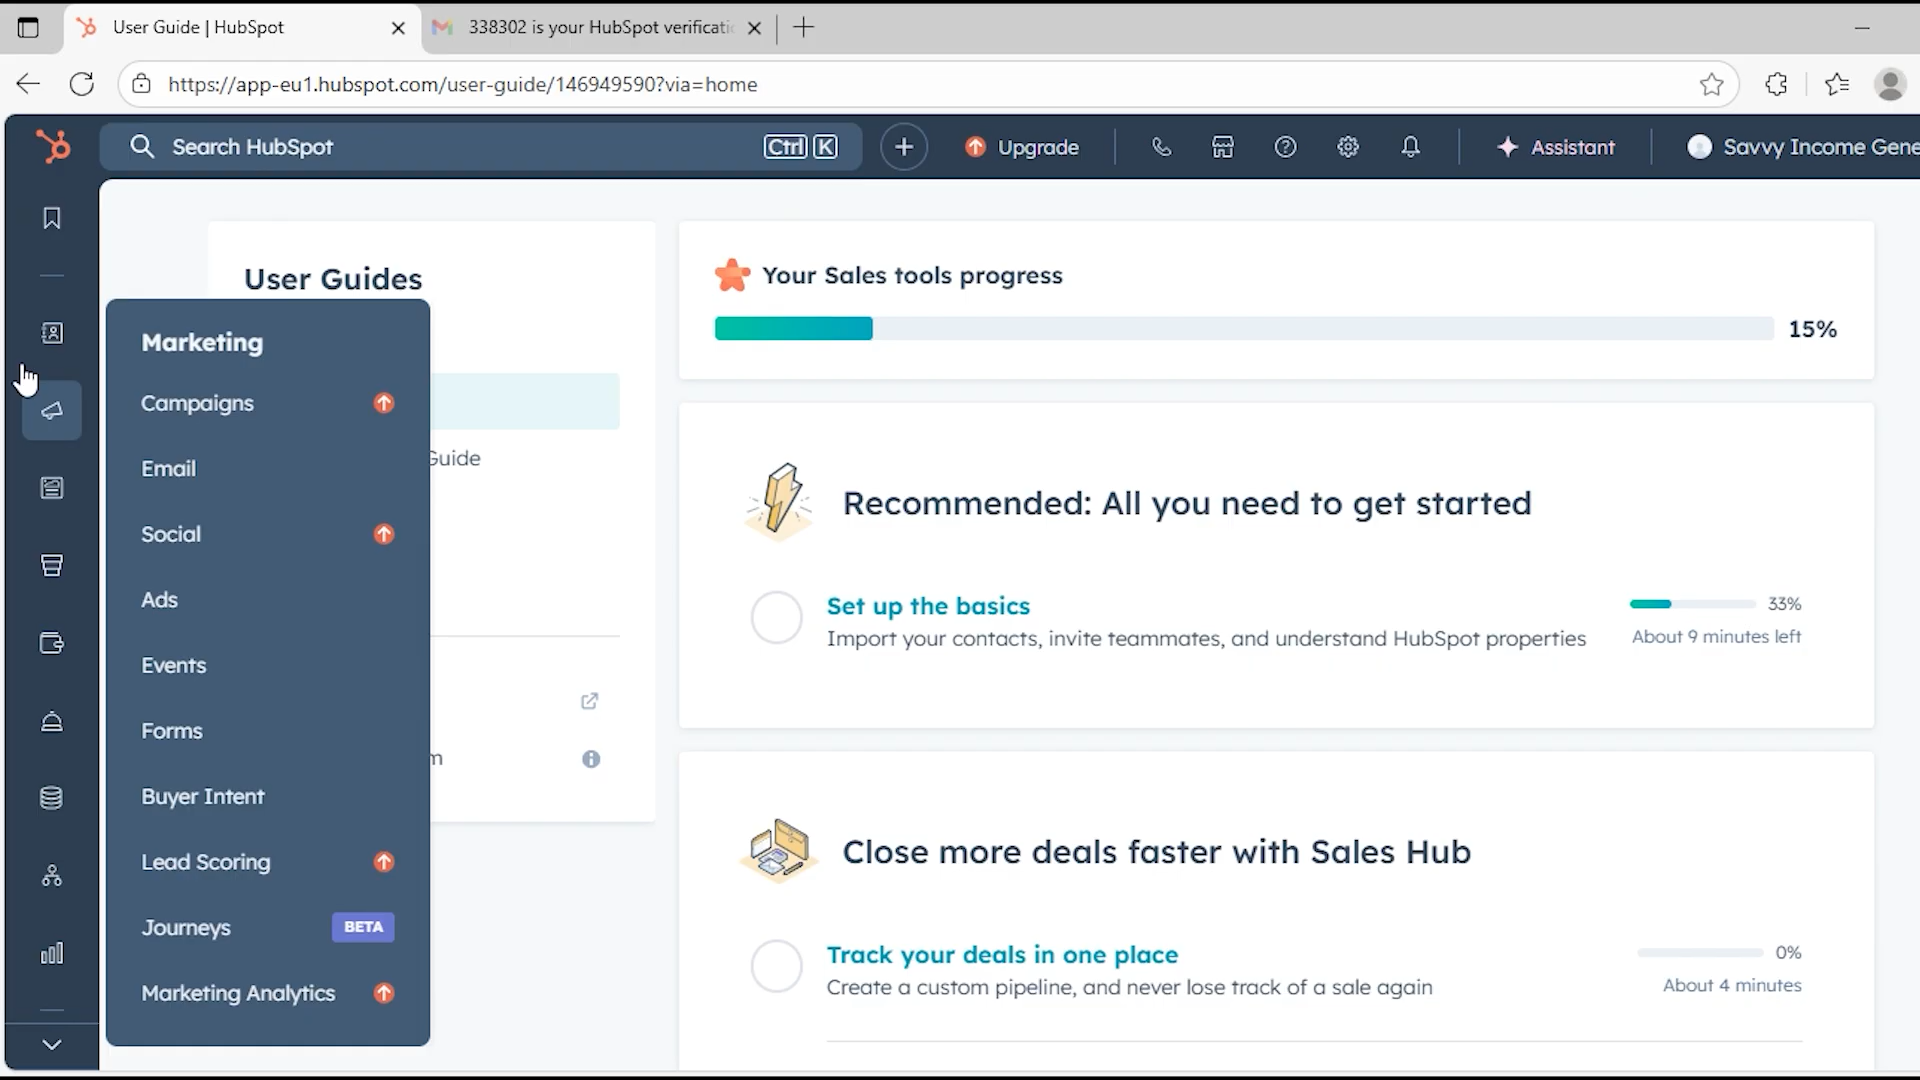 User Guide | HubSpot
338302 is your HubSpot verificati
https://app-eu1.hubspot.com/user-guide/146949590?via=home
Search HubSpot
Ctrl K
Upgrade
Assistant
Savvy Income Gene
User Guides
Guide
m
Marketing
Campaigns
Email
Social
Ads
Events
Forms
Buyer Intent
Lead Scoring
Journeys BETA
Marketing Analytics
Your Sales tools progress
15%
Recommended: All you need to get started
Set up the basics
33%
Import your contacts, invite teammates, and understand HubSpot properties
About 9 minutes left
Close more deals faster with Sales Hub
Track your deals in one place
0%
Create a custom pipeline, and never lose track of a sale again
About 4 minutes